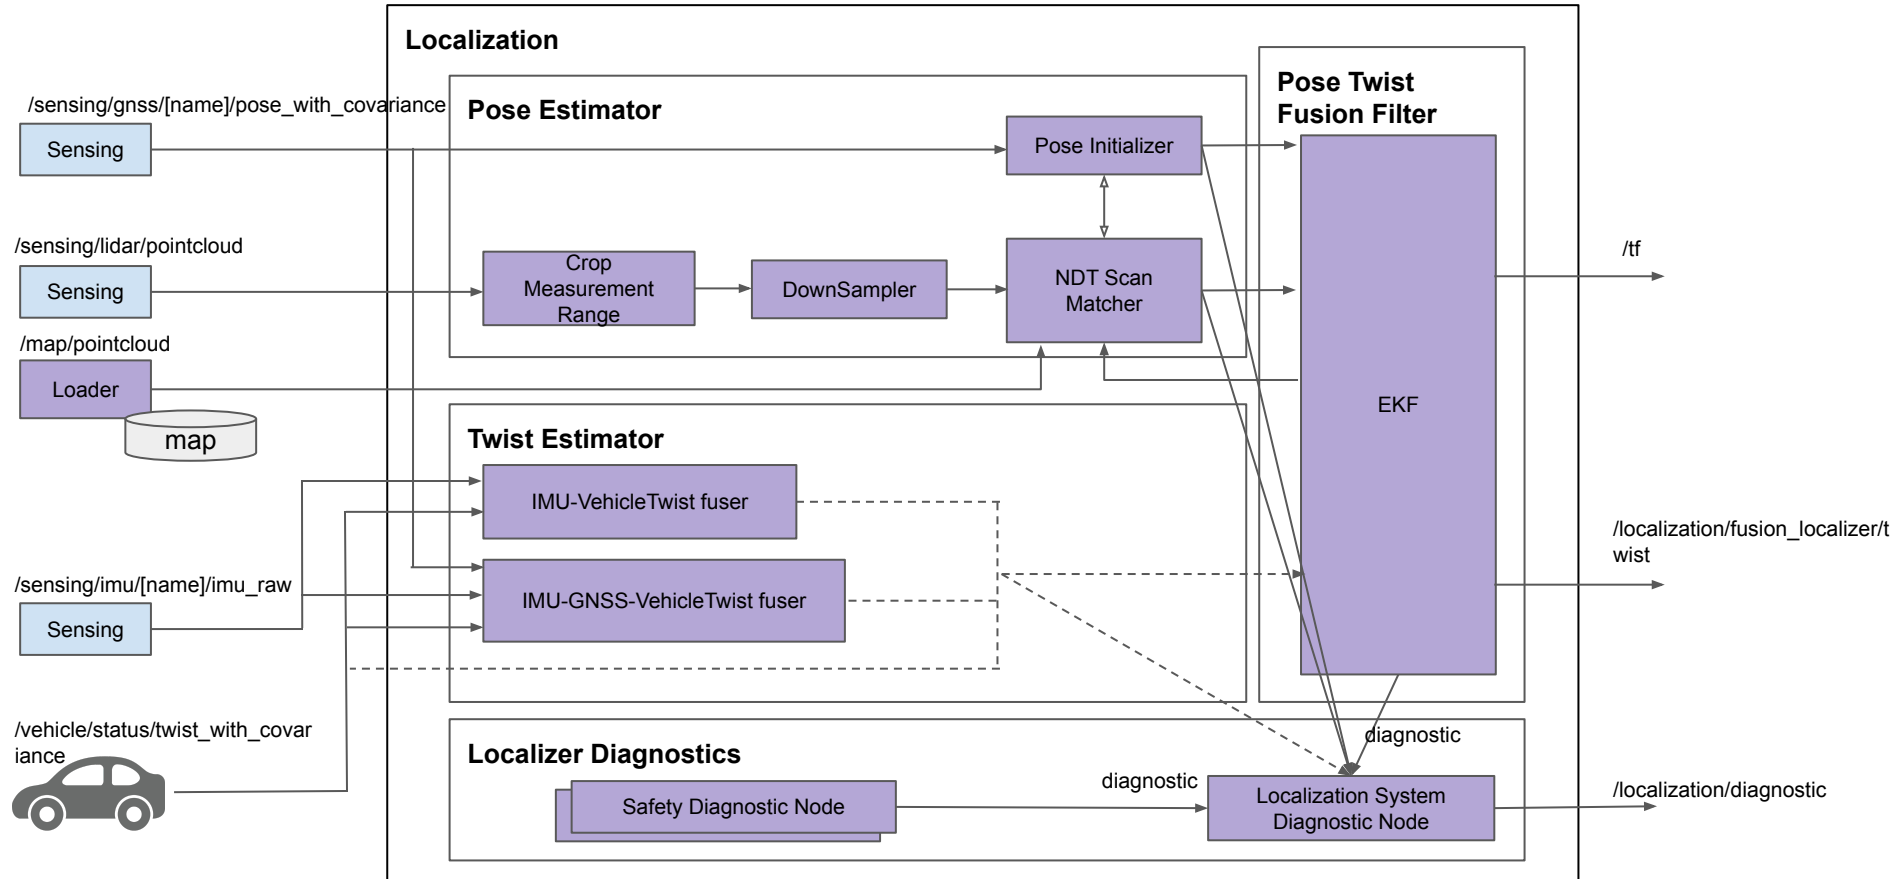 Localization
/sensing/gnss/[name]/pose_with_covariance
Sensing
Pose Estimator
Pose Initializer
Pose Twist
Fusion Filter
/sensing/lidar/pointcloud
Sensing
Crop
Measurement
Range
DownSampler
NDT Scan
Matcher
/tf
/map/pointcloud
Loader
map
EKF
Twist Estimator
IMU-VehicleTwist fuser
/localization/fusion_localizer/t
wist
/sensing/imu/[name]/imu_raw
Sensing
IMU-GNSS-VehicleTwist fuser
/vehicle/status/twist_with_covar
iance
Localizer Diagnostics
diagnostic
diagnostic
Safety Diagnostic Node
Localization System
Diagnostic Node
/localization/diagnostic